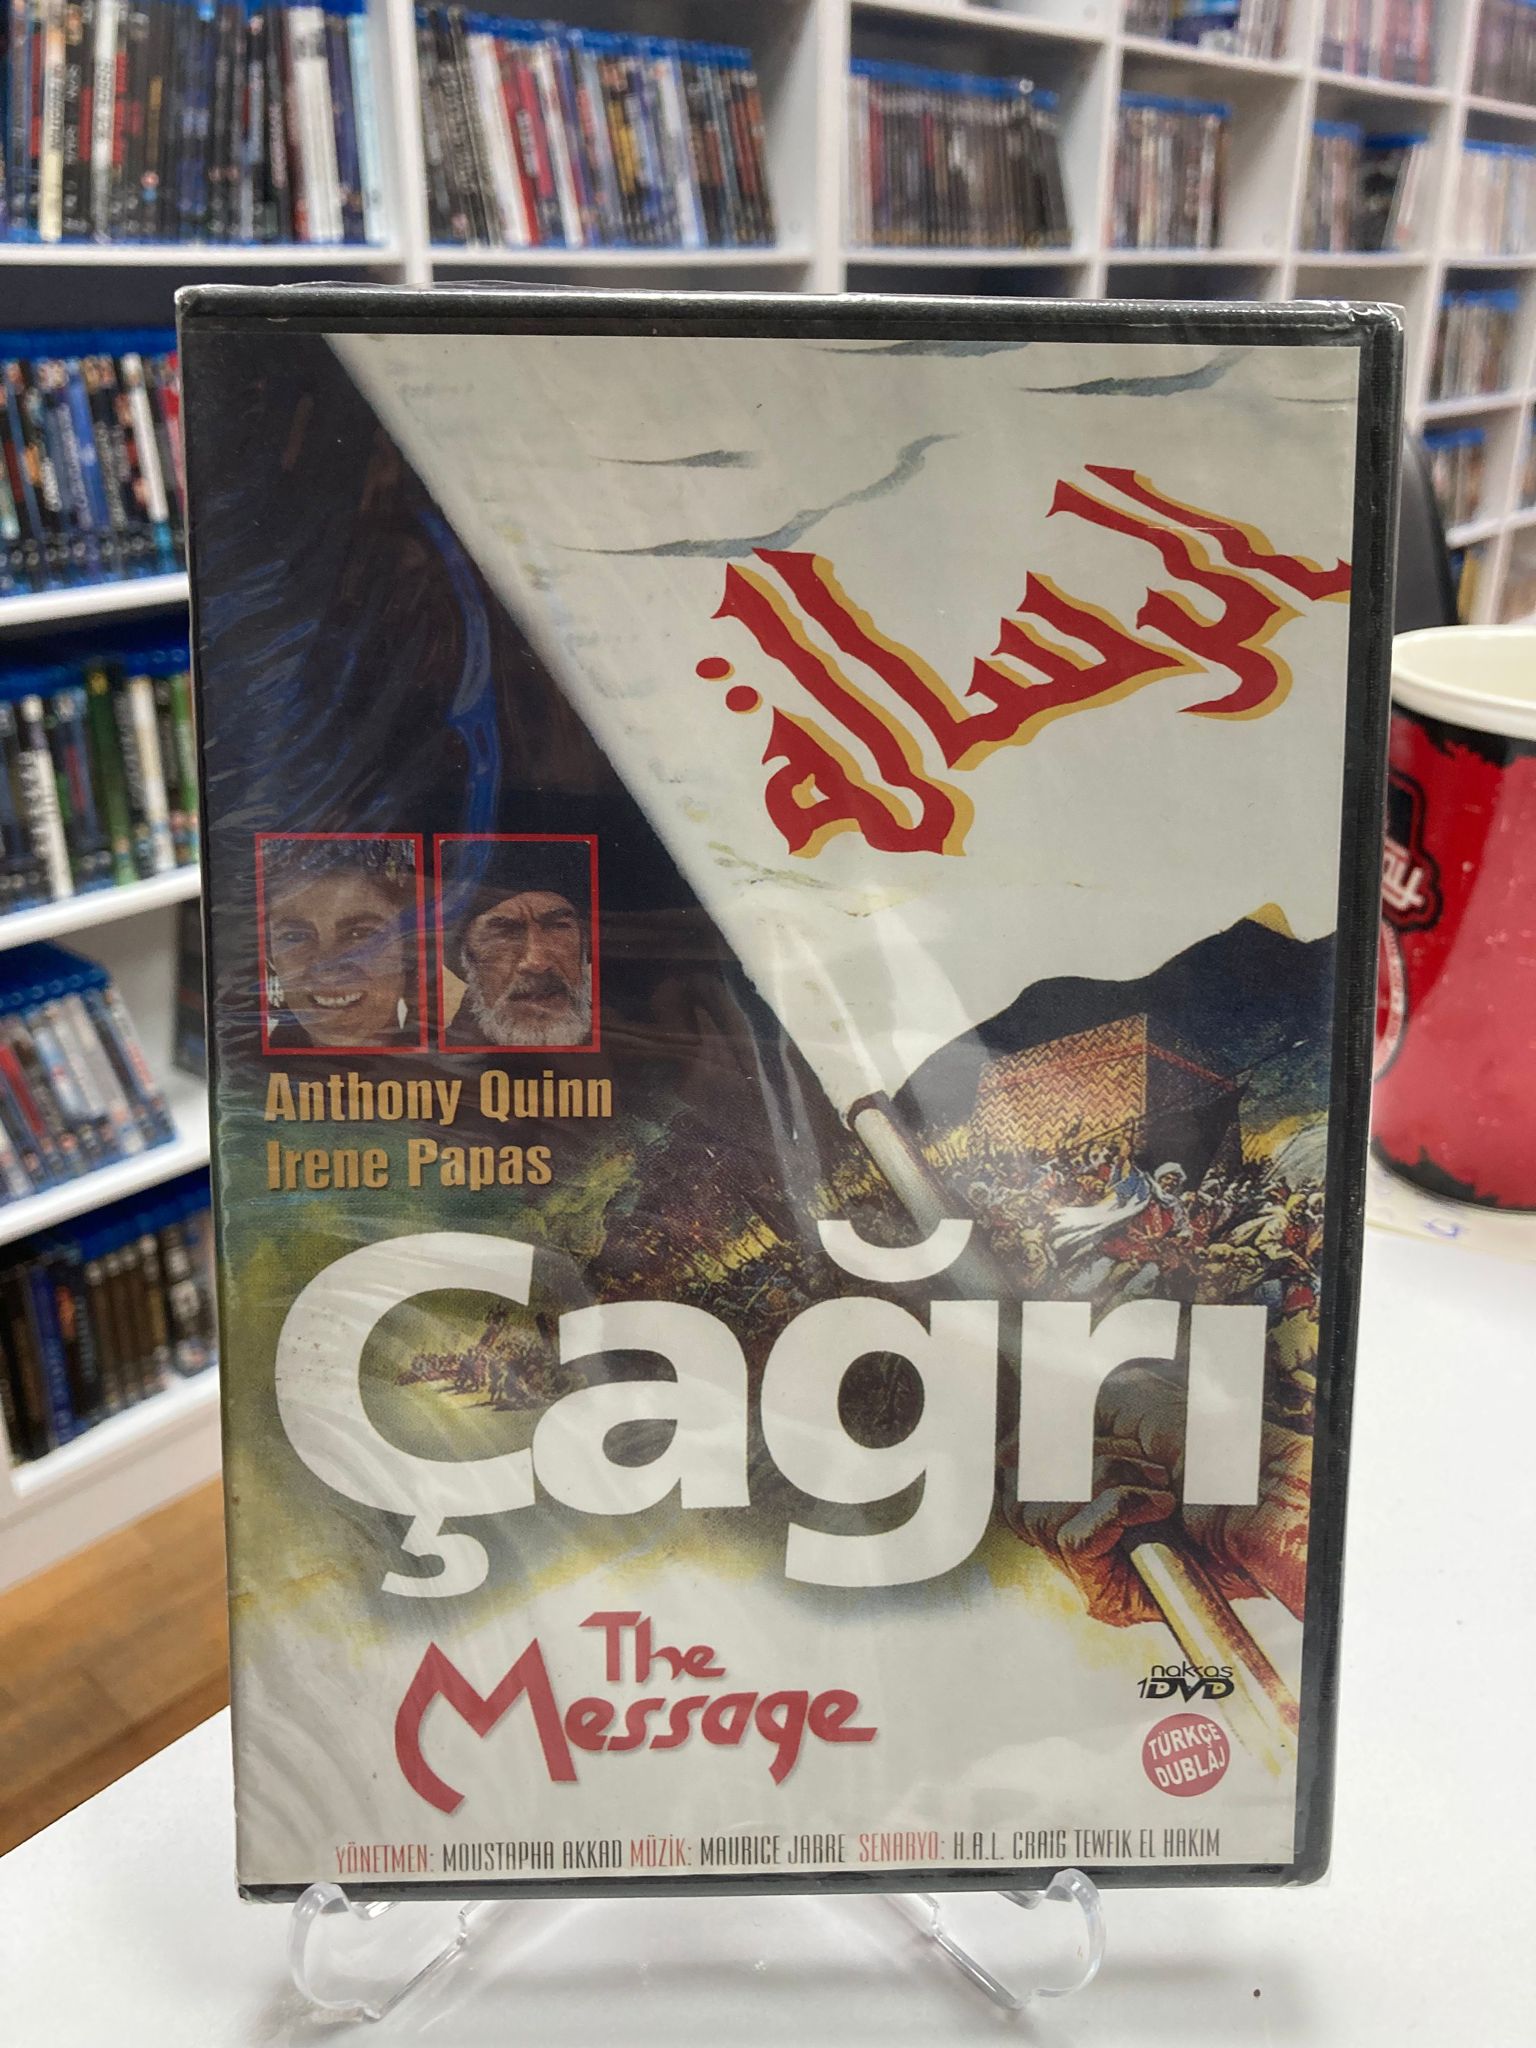 الرسالة
Anthony Quinn
Irene Papas
Çağrı
The
Message
nakkas
1DVD
TÜRKÇE
DUBLAJ
YÖNETMEN: MOUSTAPHA AKKAD MÜZİK: MAURICE JARRE SENARYO: H.A.L. CRAIG TEWFIK EL HAKIM